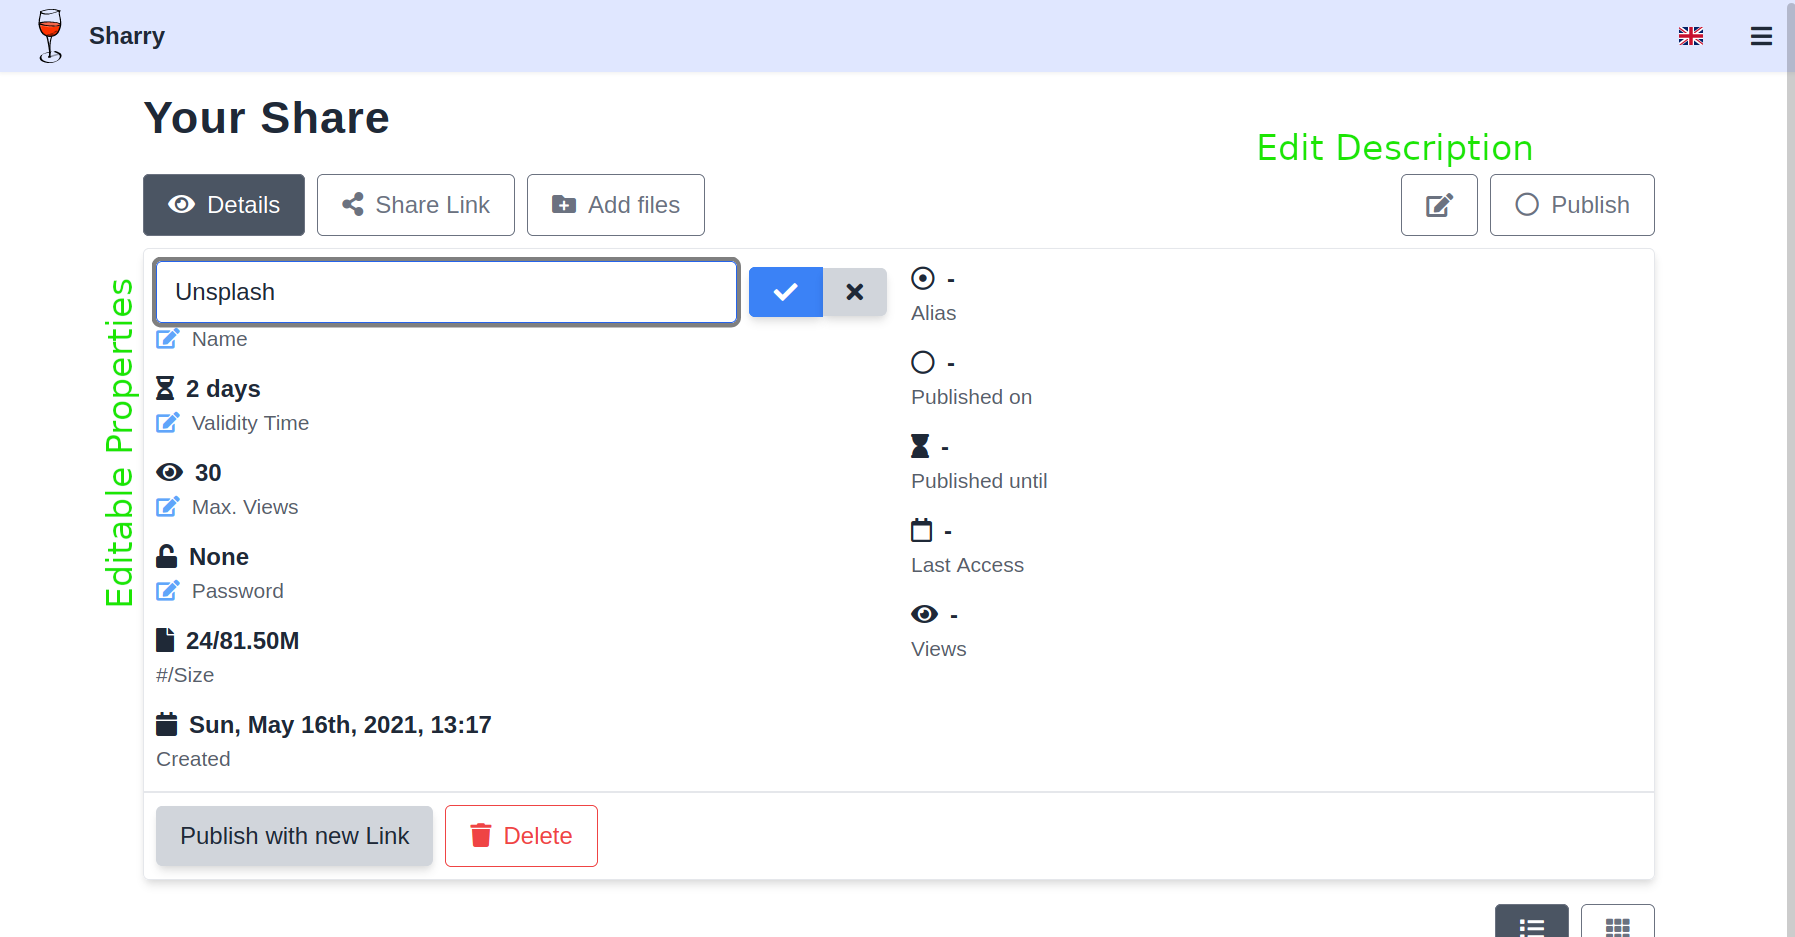 Sharry
Your Share
Edit Description
Details
Share Link
Add files
Publish
Editable Properties
Unsplash
Name
2 days
Validity Time
30
Max. Views
None
Password
24/81.50M
#/Size
Sun, May 16th, 2021, 13:17
Created
-
Alias
-
Published on
-
Published until
-
Last Access
-
Views
Publish with new Link
Delete